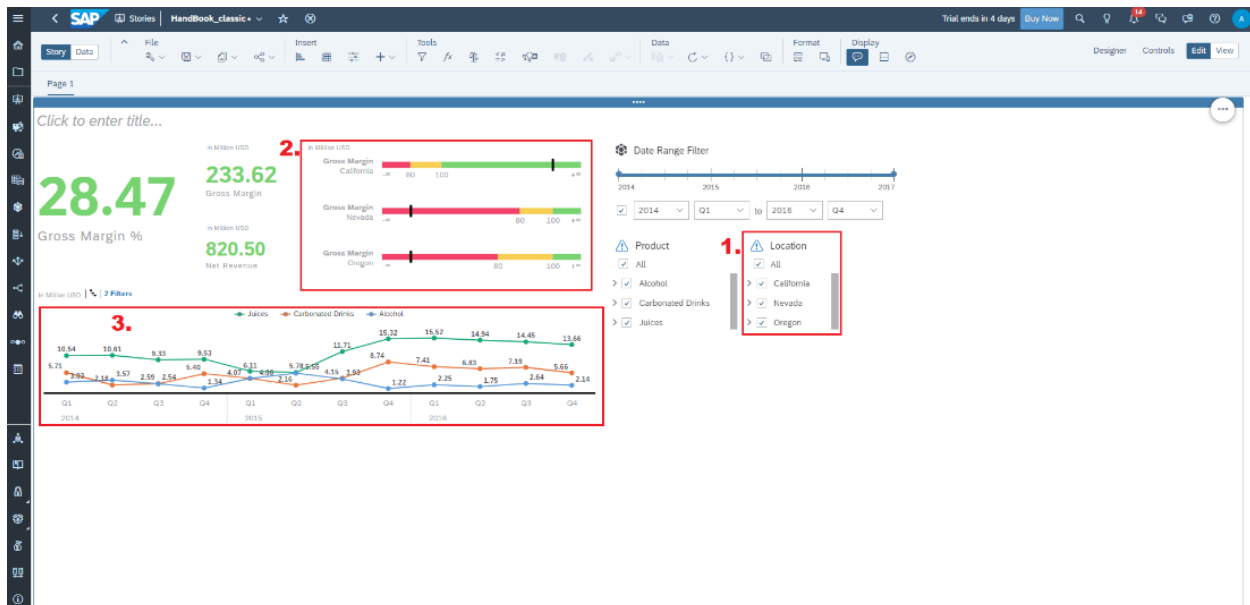 SAP Stories HandBook_classic • Trial ends in 4 days Buy Now 14 A
Story Data File Insert Tools Data Format Display Designer Controls Edit View
Page 1
Click to enter title...
28.47
Gross Margin %
in Million USD
233.62
Gross Margin
in Million USD
820.50
Net Revenue
2.
in Million USD
Gross Margin
California
-∞ 80 100 +∞
Gross Margin
Nevada
-∞ 80 100 +∞
Gross Margin
Oregon
-∞ 80 100 +∞
Date Range Filter
2014 2015 2016 2017
2014 Q1 to 2016 Q4
Product
All
Alcohol
Carbonated Drinks
Juices
1.
Location
All
California
Nevada
Oregon
in Million USD 2 Filters
3.
Juices Carbonated Drinks Alcohol
10.54 10.81 9.33 9.53 6.11 5.78 11.71 15.32 15.52 14.94 14.45 13.66
5.71 2.18 2.54 5.40 4.07 2.16 3.93 8.74 7.41 6.83 7.19 5.66
3.57 2.59 1.34 4.15 1.22 2.25 1.75 2.64 2.14
Q1 Q2 Q3 Q4 Q1 Q2 Q3 Q4 Q1 Q2 Q3 Q4
2014 2015 2016